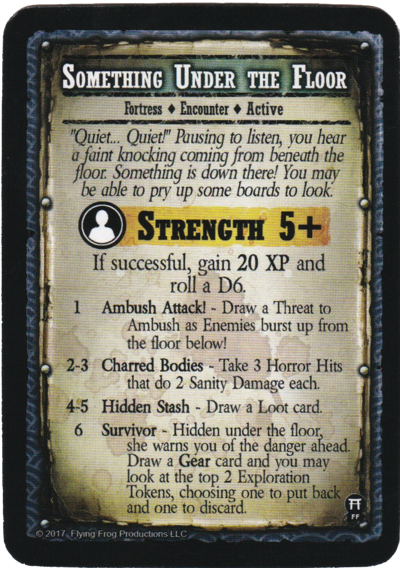 Something Under the Floor
Fortress ♦ Encounter ♦ Active
"Quiet... Quiet!" Pausing to listen, you hear
a faint knocking coming from beneath the
floor. Something is down there! You may
be able to pry up some boards to look.
Strength 5+
If successful, gain 20 XP and
roll a D6.
1 Ambush Attack! - Draw a Threat to
Ambush as Enemies burst up from
the floor below!
2-3 Charred Bodies - Take 3 Horror Hits
that do 2 Sanity Damage each.
4-5 Hidden Stash - Draw a Loot card.
6 Survivor - Hidden under the floor,
she warns you of the danger ahead.
Draw a Gear card and you may
look at the top 2 Exploration
Tokens, choosing one to put back
and one to discard.
FF
© 2017 Flying Frog Productions LLC